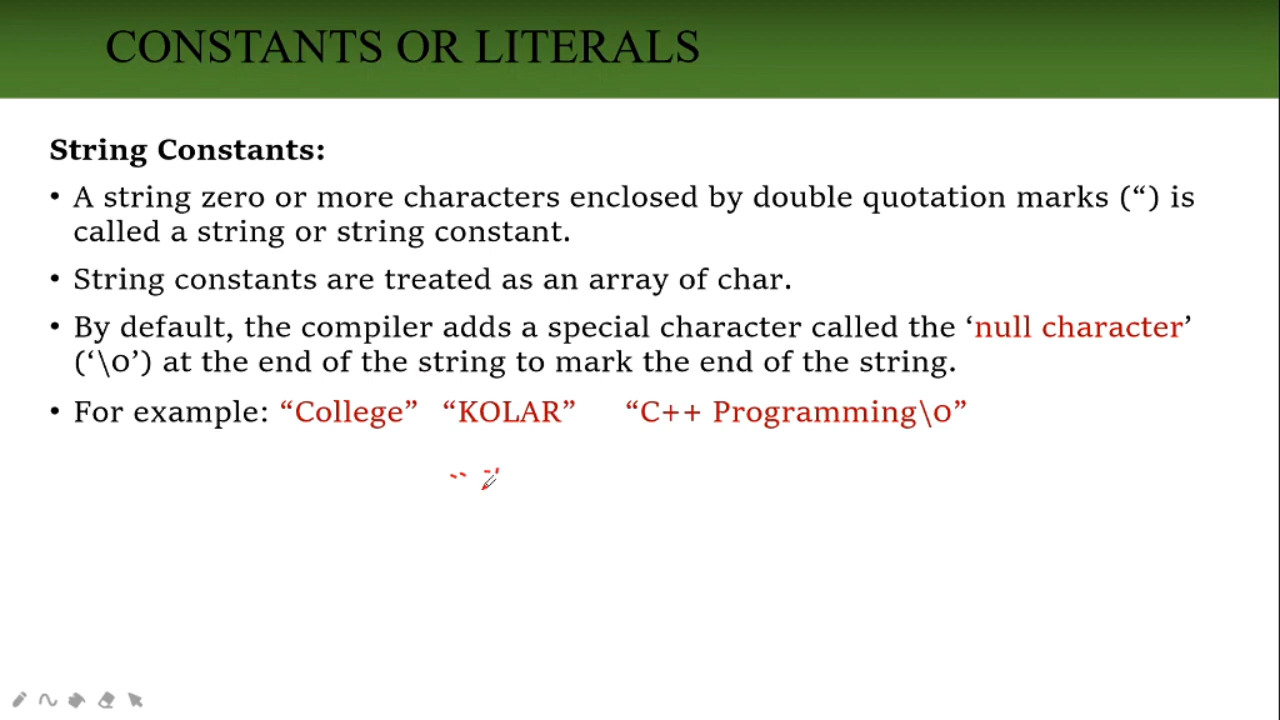 CONSTANTS OR LITERALS
String Constants:
• A string zero or more characters enclosed by double quotation marks (“) is
called a string or string constant.
• String constants are treated as an array of char.
• By default, the compiler adds a special character called the ‘null character’
(‘\0’) at the end of the string to mark the end of the string.
• For example: “College” “KOLAR” “C++ Programming\0”